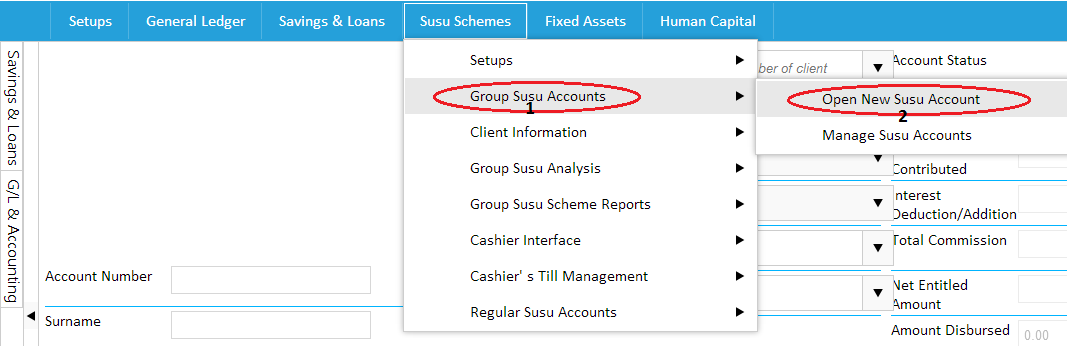 Setups
General Ledger
Savings & Loans
Susu Schemes
Fixed Assets
Human Capital
Savings & Loans
G/L & Accounting
Setups
Group Susu Accounts
1
Client Information
Group Susu Analysis
Group Susu Scheme Reports
Cashier Interface
Cashier' s Till Management
Regular Susu Accounts
ber of client
Open New Susu Account
2
Manage Susu Accounts
Account Status
Contributed
Interest
Deduction/Addition
Total Commission
Net Entitled
Amount
Amount Disbursed
0.00
Account Number
Surname